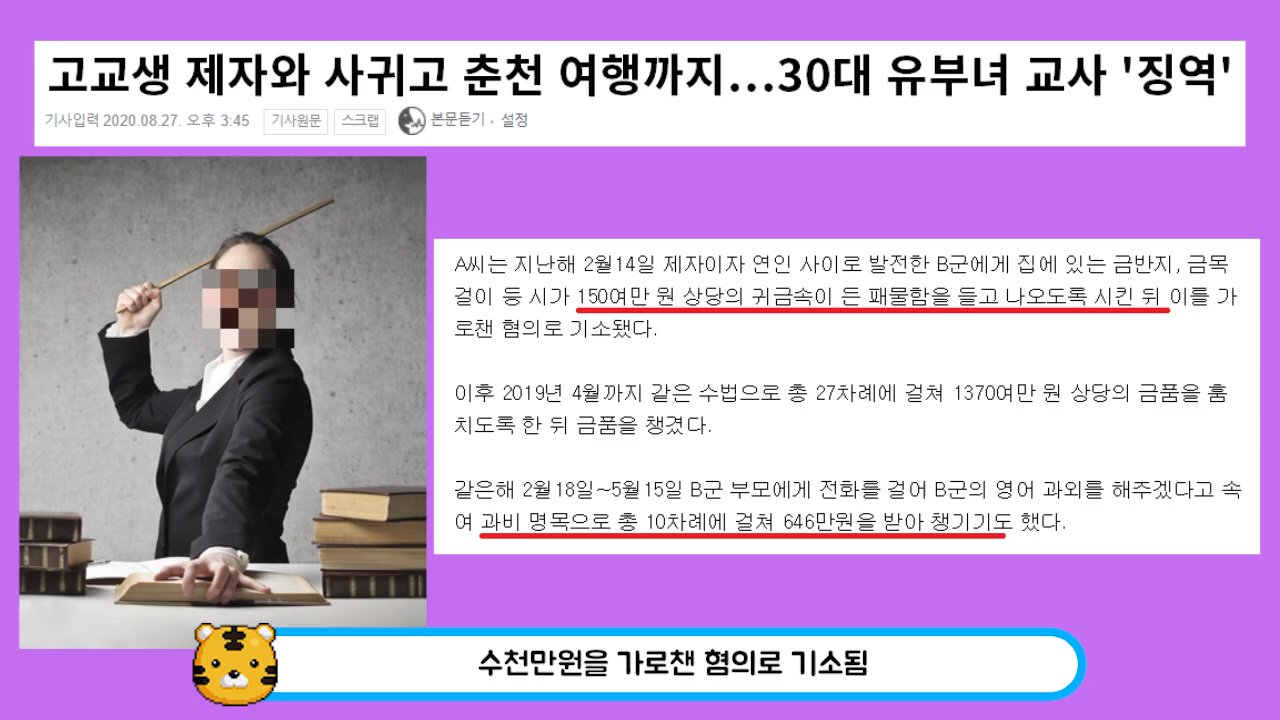 고교생 제자와 사귀고 춘천 여행까지...30대 유부녀 교사 '징역'
기사입력 2020.08.27. 오후 3:45 기사원문 스크랩 본문듣기 · 설정
A씨는 지난해 2월14일 제자이자 연인 사이로 발전한 B군에게 집에 있는 금반지, 금목
걸이 등 시가 150여만 원 상당의 귀금속이 든 패물함을 들고 나오도록 시킨 뒤 이를 가
로챈 혐의로 기소됐다.
이후 2019년 4월까지 같은 수법으로 총 27차례에 걸쳐 1370여만 원 상당의 금품을 훔
치도록 한 뒤 금품을 챙겼다.
같은해 2월18일~5월15일 B군 부모에게 전화를 걸어 B군의 영어 과외를 해주겠다고 속
여 과비 명목으로 총 10차례에 걸쳐 646만원을 받아 챙기기도 했다.
수천만원을 가로챈 혐의로 기소됨